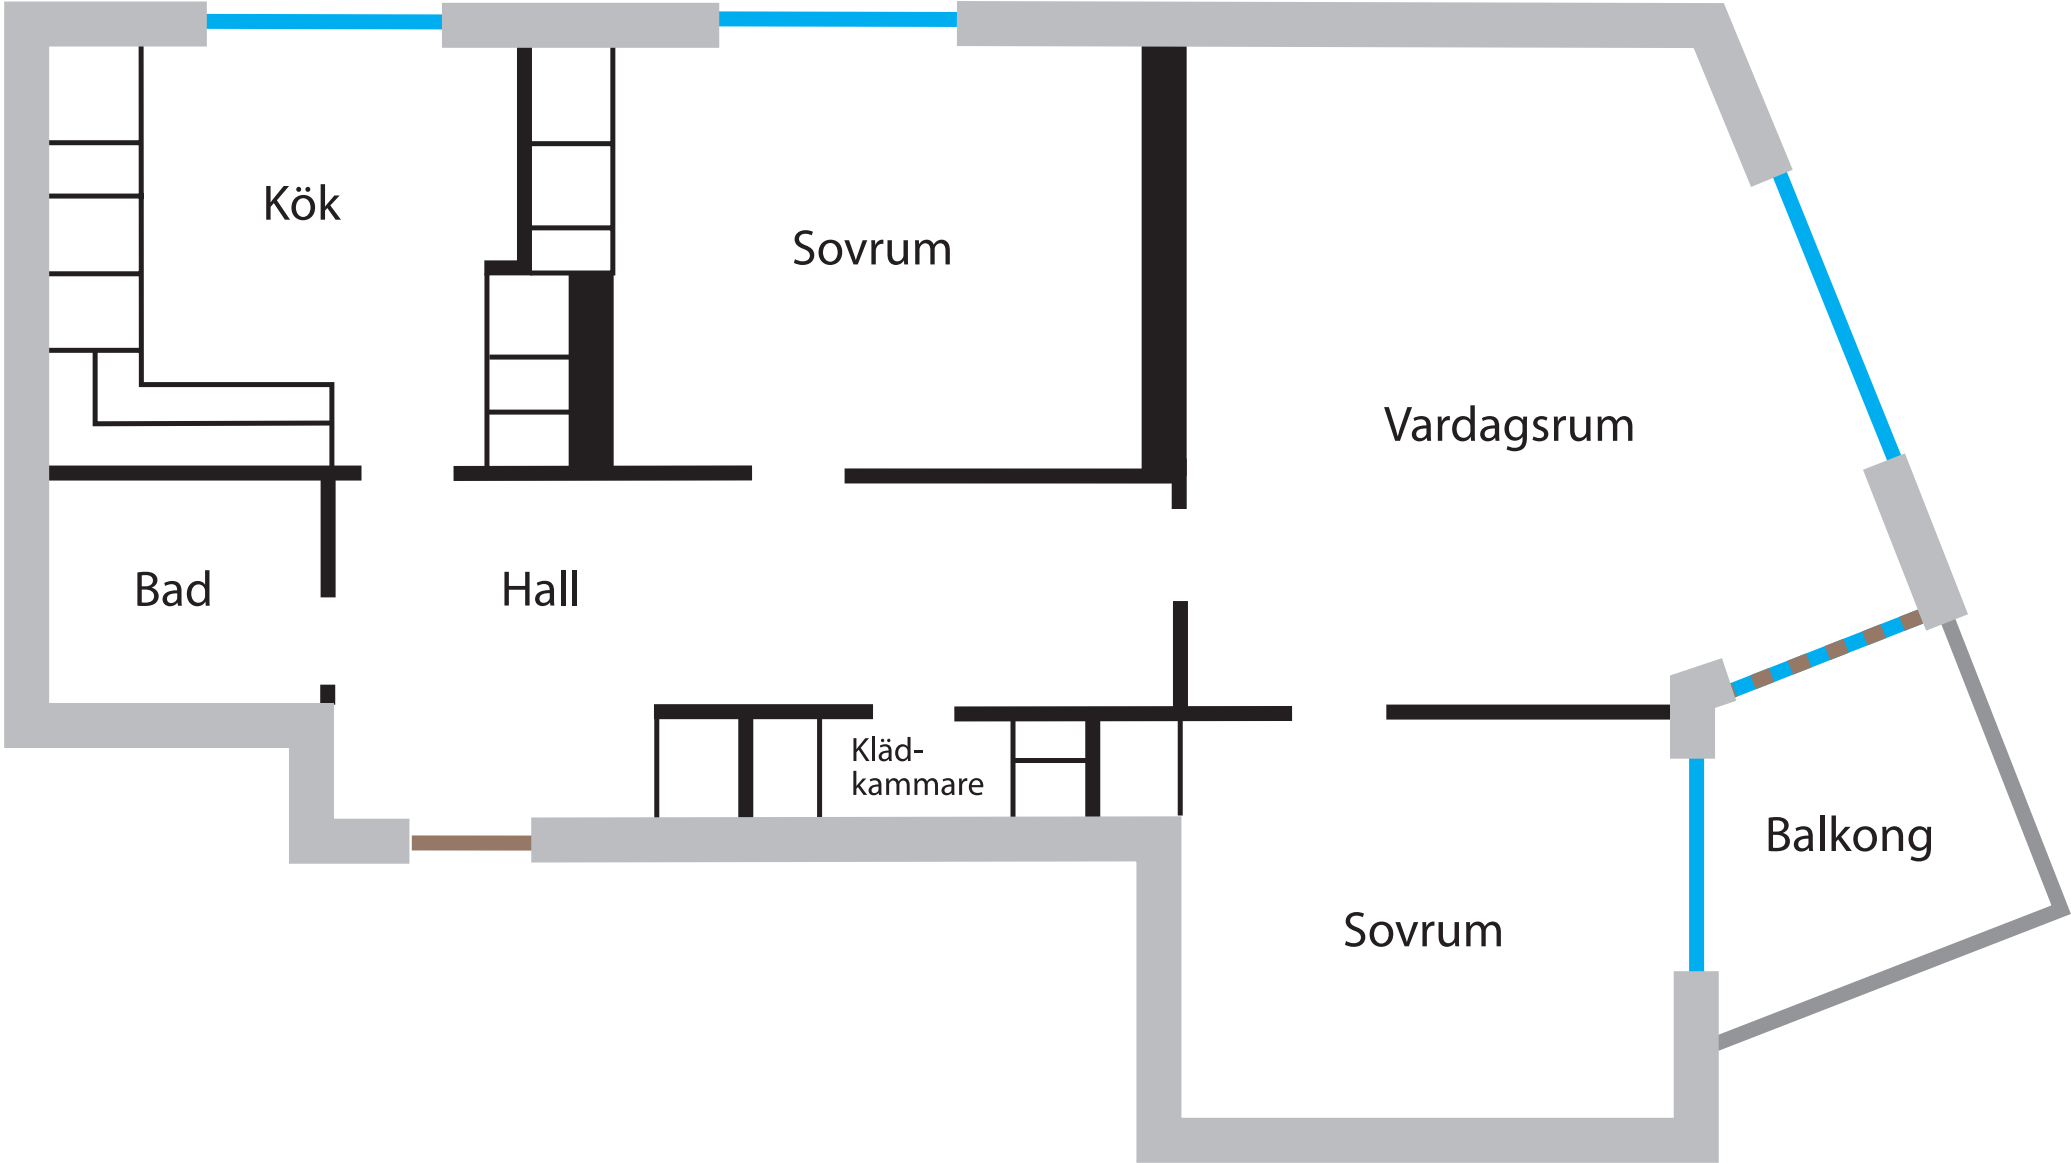 Kök
Sovrum
Vardagsrum
Bad
Hall
Kläd-
kammare
Balkong
Sovrum